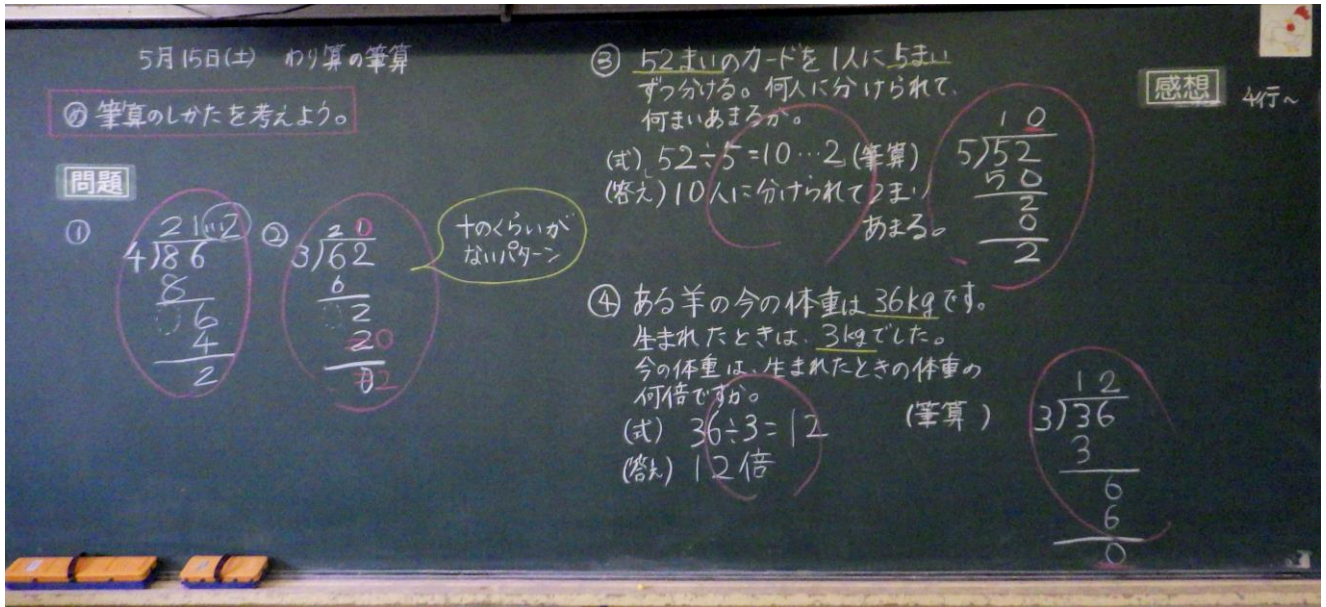 5月15日(土) わり算の筆算
め 筆算のしかたを考えよう。
問題
①
21…2
4)86
8
6
4
2
②
210
3)62
6
2
20
02
十のくらいが
ないパターン
③ 52まいのカードを1人に5まい
ずつ分ける。何人に分けられて、
何まいあまるか。
(式) 52÷5=10…2 (筆算)
(答え) 10人に分けられて2まい
あまる。
10
5)52
50
2
0
2
④ ある羊の今の体重は36kgです。
生まれたときは、3kgでした。
今の体重は、生まれたときの体重の
何倍ですか。
(式) 36÷3=12
(答え) 12倍
(筆算)
12
3)36
3
6
6
0
感想 4行~